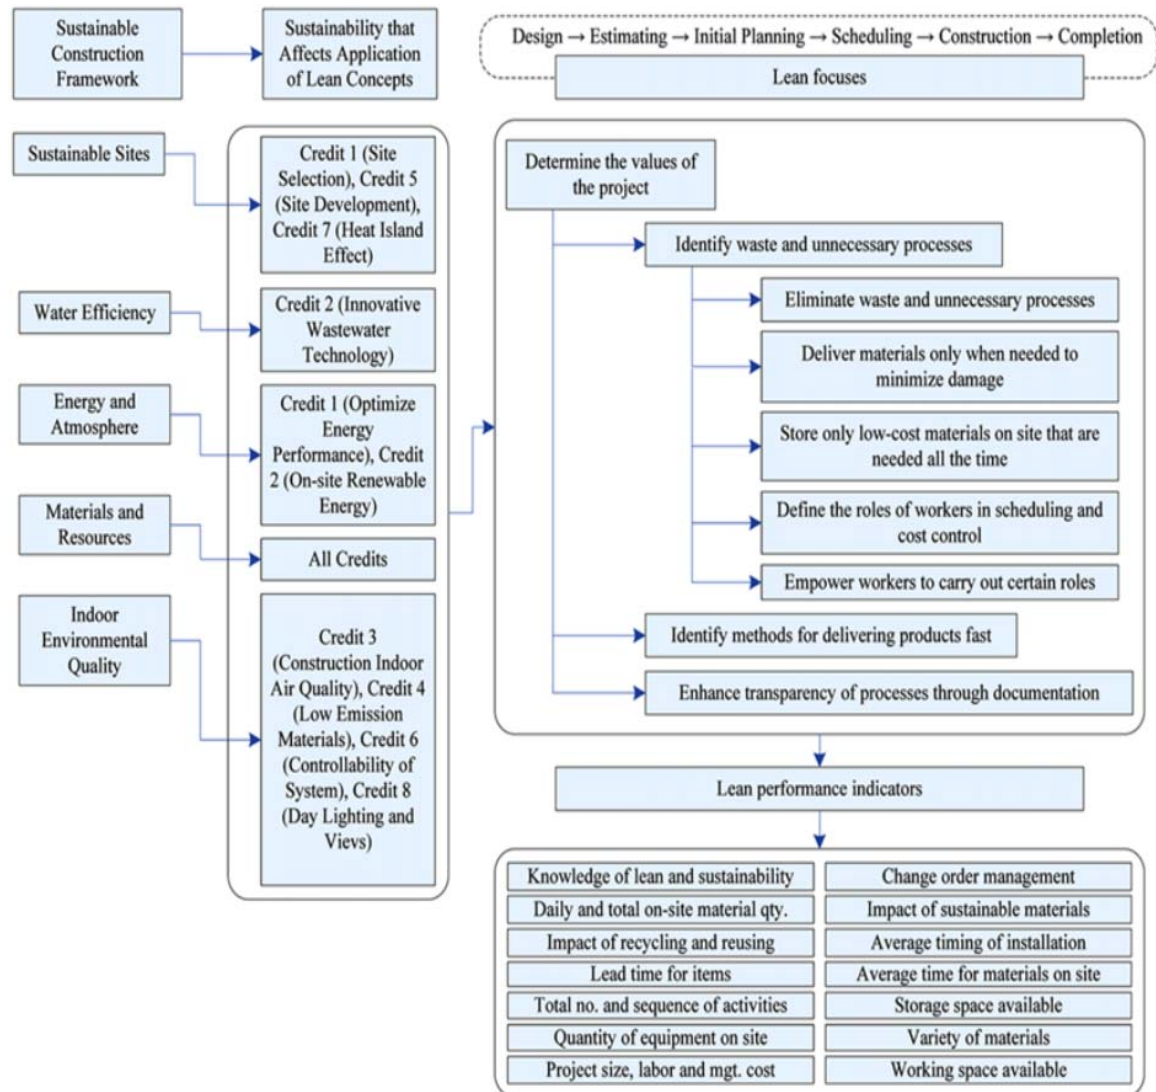 Sustainable
Construction
Framework
Sustainability that
Affects Application
of Lean Concepts
Design → Estimating → Initial Planning → Scheduling → Construction → Completion
Lean focuses
Sustainable Sites
Credit 1 (Site
Selection), Credit 5
(Site Development),
Credit 7 (Heat Island
Effect)
Water Efficiency
Credit 2 (Innovative
Wastewater
Technology)
Energy and
Atmosphere
Credit 1 (Optimize
Energy
Performance), Credit
2 (On-site Renewable
Energy)
Materials and
Resources
All Credits
Indoor
Environmental
Quality
Credit 3
(Construction Indoor
Air Quality), Credit 4
(Low Emission
Materials), Credit 6
(Controllability of
System), Credit 8
(Day Lighting and
Vievs)
Determine the values of
the project
Identify waste and unnecessary processes
Eliminate waste and unnecessary processes
Deliver materials only when needed to
minimize damage
Store only low-cost materials on site that are
needed all the time
Define the roles of workers in scheduling and
cost control
Empower workers to carry out certain roles
Identify methods for delivering products fast
Enhance transparency of processes through documentation
Lean performance indicators
Knowledge of lean and sustainability
Change order management
Daily and total on-site material qty.
Impact of sustainable materials
Impact of recycling and reusing
Average timing of installation
Lead time for items
Average time for materials on site
Total no. and sequence of activities
Storage space available
Quantity of equipment on site
Variety of materials
Project size, labor and mgt. cost
Working space available